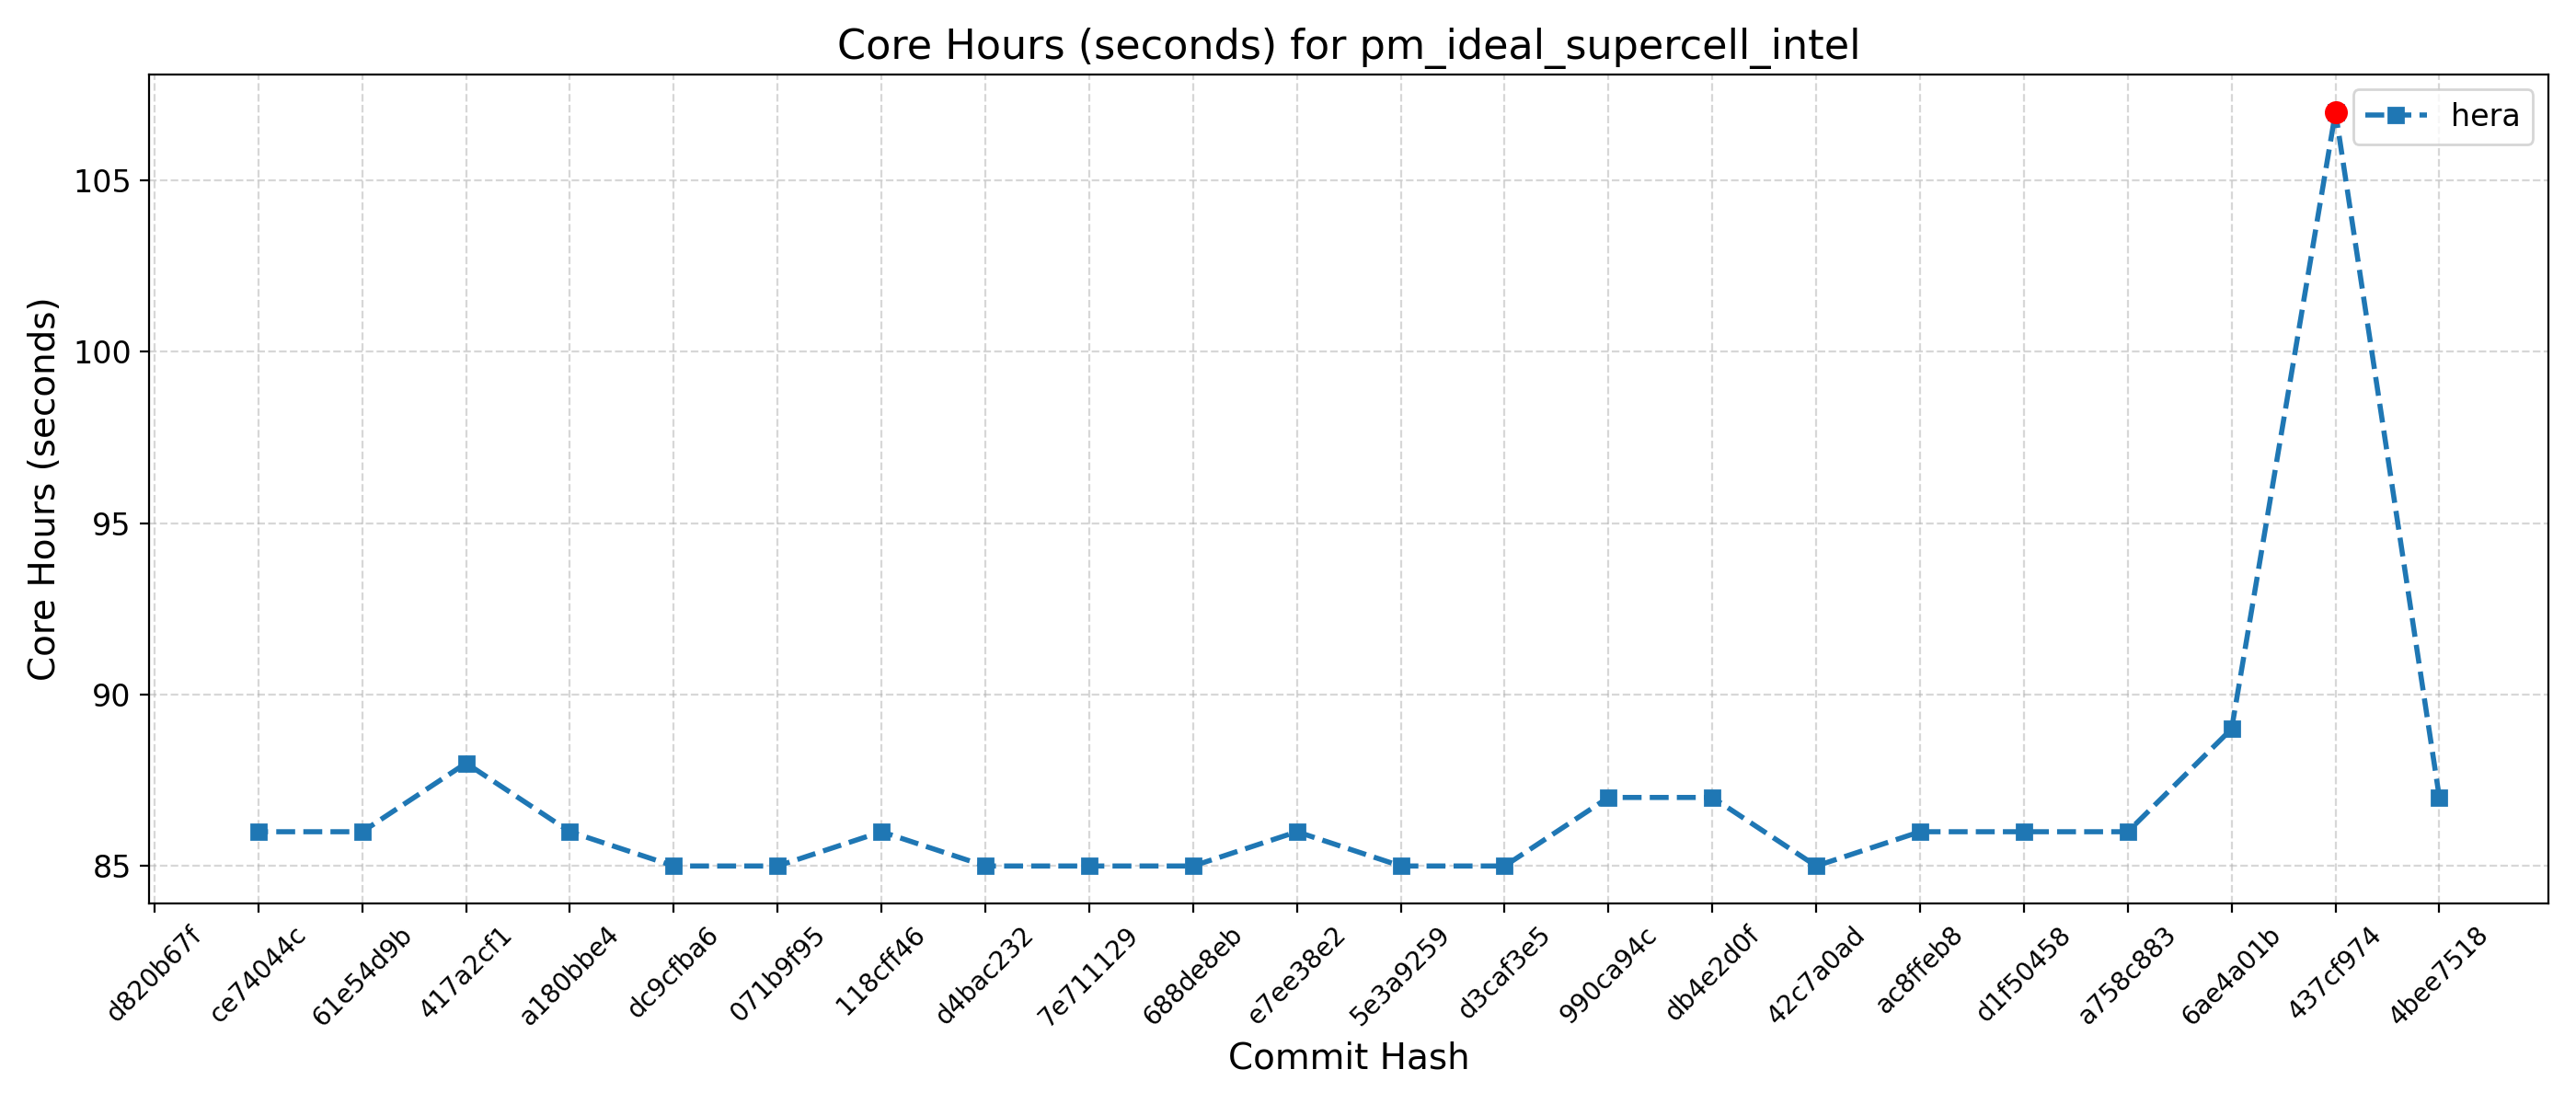 Core Hours (seconds) for pm_ideal_supercell_intel
hera
Core Hours (seconds)
105
100
95
90
85
d820b67f
ce74044c
61e54d9b
417a2cf1
a180bbe4
dc9cfba6
071b9f95
118cff46
d4bac232
7e711129
688de8eb
e7ee38e2
5e3a9259
d3caf3e5
990ca94c
db4e2d0f
42c7a0ad
ac8ffeb8
d1f50458
a758c883
6ae4a01b
437cf974
4bee7518
Commit Hash